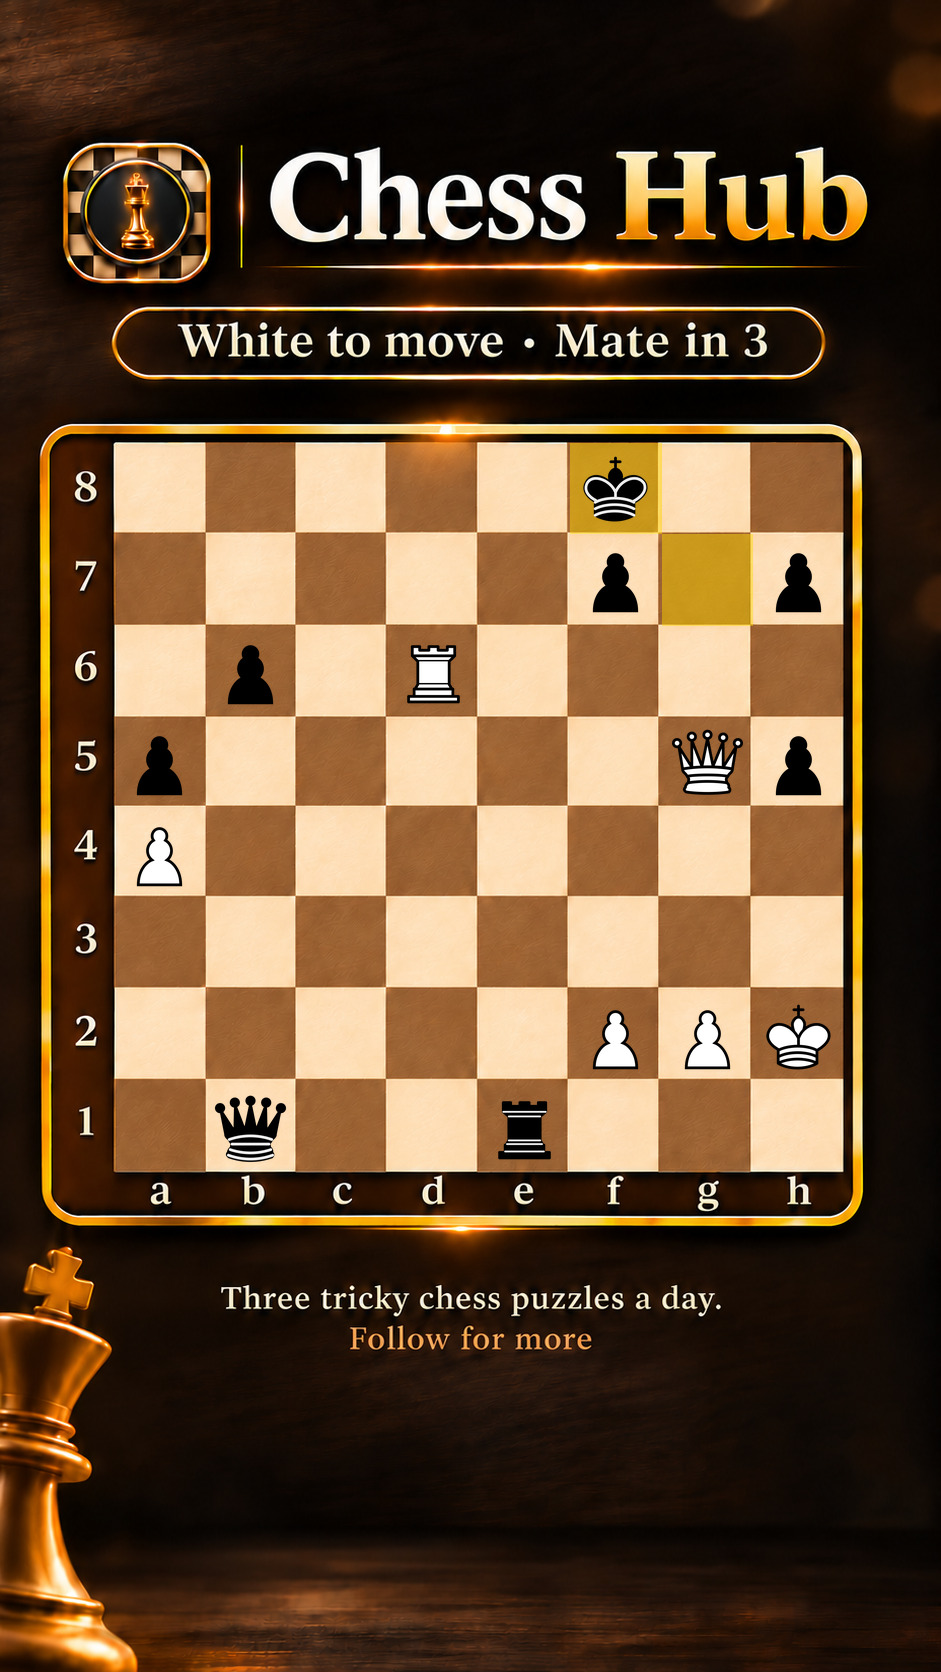 Chess Hub
White to move • Mate in 3
8
7
6
5
4
3
2
1
a b c d e f g h
Three tricky chess puzzles a day.
Follow for more